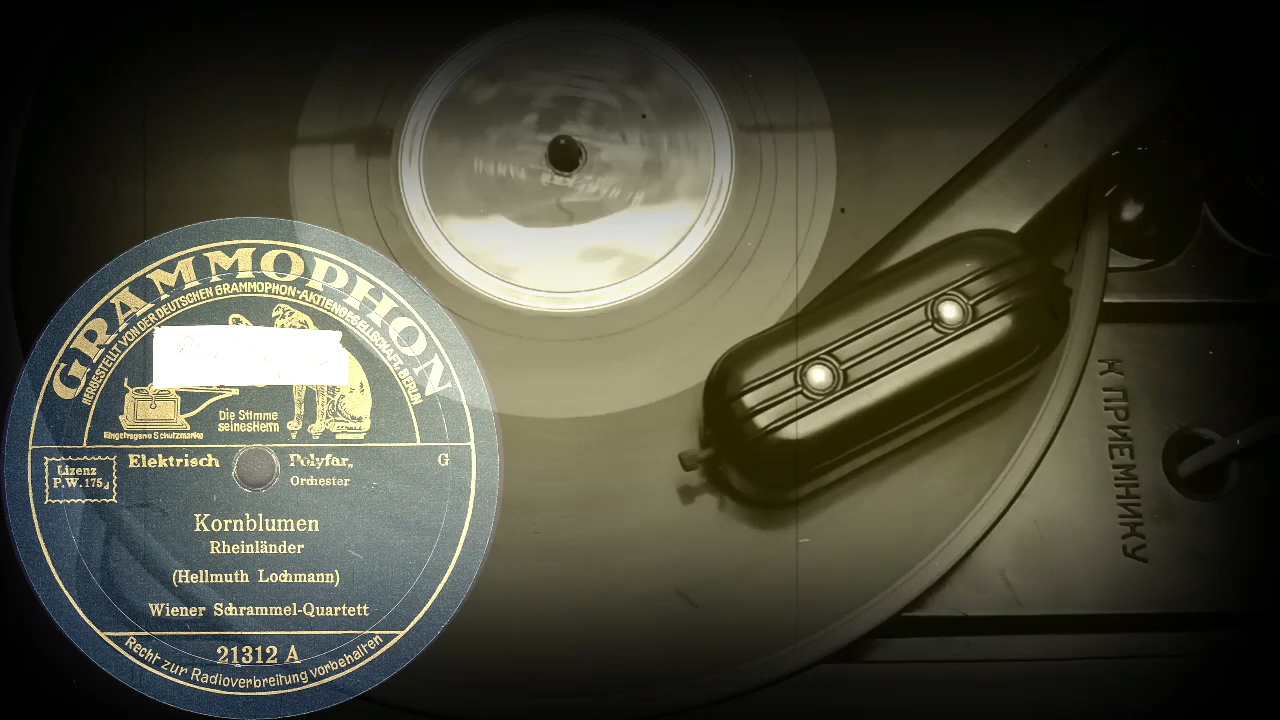 GRAMMOPHON
HERGESTELLT VON DER DEUTSCHEN GRAMMOPHON-AKTIENGESELLSCHAFT, BERLIN
Die Stimme
seines Herrn
Eingetragene Schutzmarke
Elektrisch
Polyfar,
G
Orchester
Lizenz
P.W. 175d
Kornblumen
Rheinländer
(Hellmuth Lochmann)
Wiener Schrammel-Quartett
21312 A
Recht zur Radioverbreitung vorbehalten
К ПРИЕМНИКУ